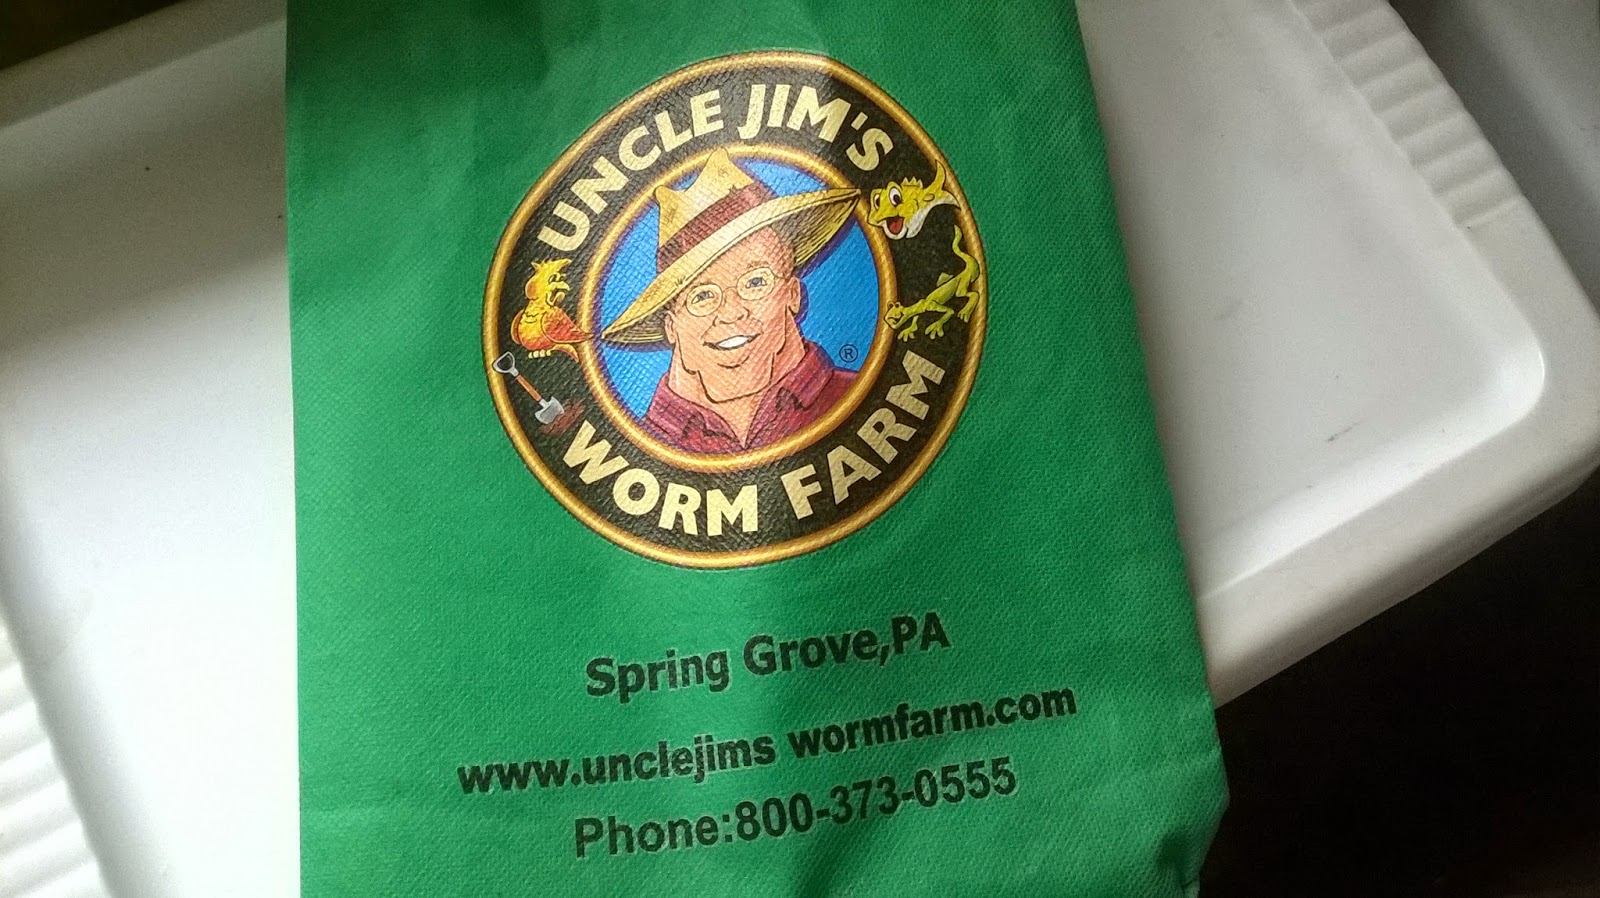 UNCLE JIM'S
WORM FARM
®
Spring Grove,PA
www.unclejims wormfarm.com
Phone:800-373-0555